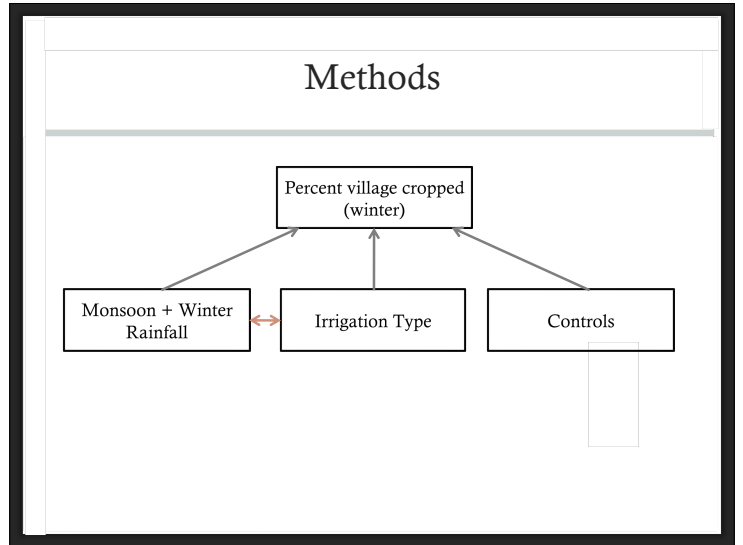 Methods
Percent village cropped
(winter)
Monsoon + Winter
Rainfall
Irrigation Type
Controls